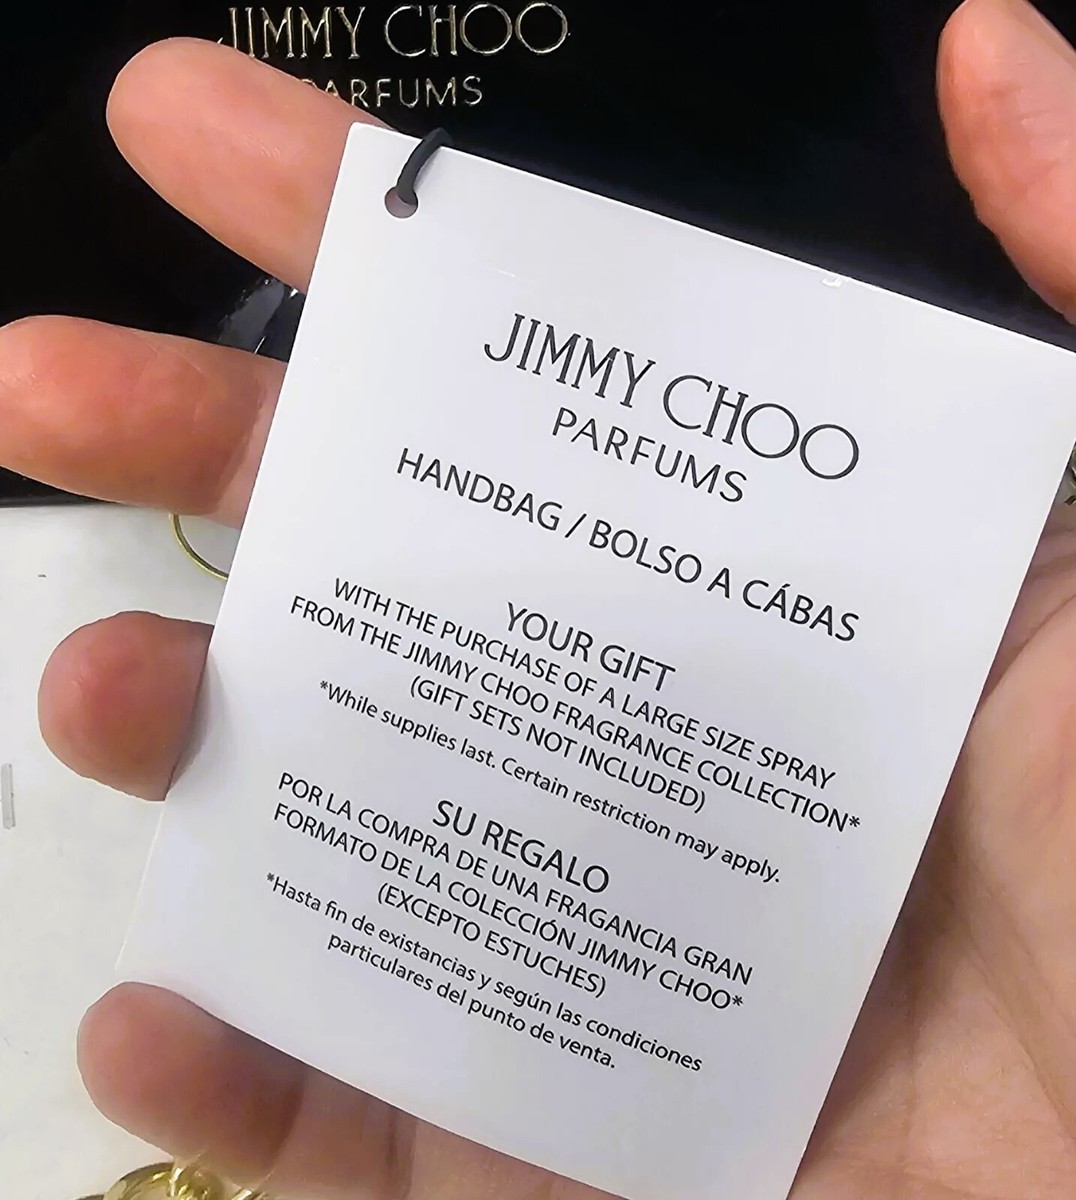 JIMMY CHOO
PARFUMS
JIMMY CHOO
PARFUMS
HANDBAG / BOLSO A CÁBAS
YOUR GIFT
WITH THE PURCHASE OF A LARGE SIZE SPRAY
FROM THE JIMMY CHOO FRAGRANCE COLLECTION*
(GIFT SETS NOT INCLUDED)
*While supplies last. Certain restriction may apply.
SU REGALO
POR LA COMPRA DE UNA FRAGANCIA GRAN
FORMATO DE LA COLECCIÓN JIMMY CHOO*
(EXCEPTO ESTUCHES)
*Hasta fin de existancias y según las condiciones
particulares del punto de venta.